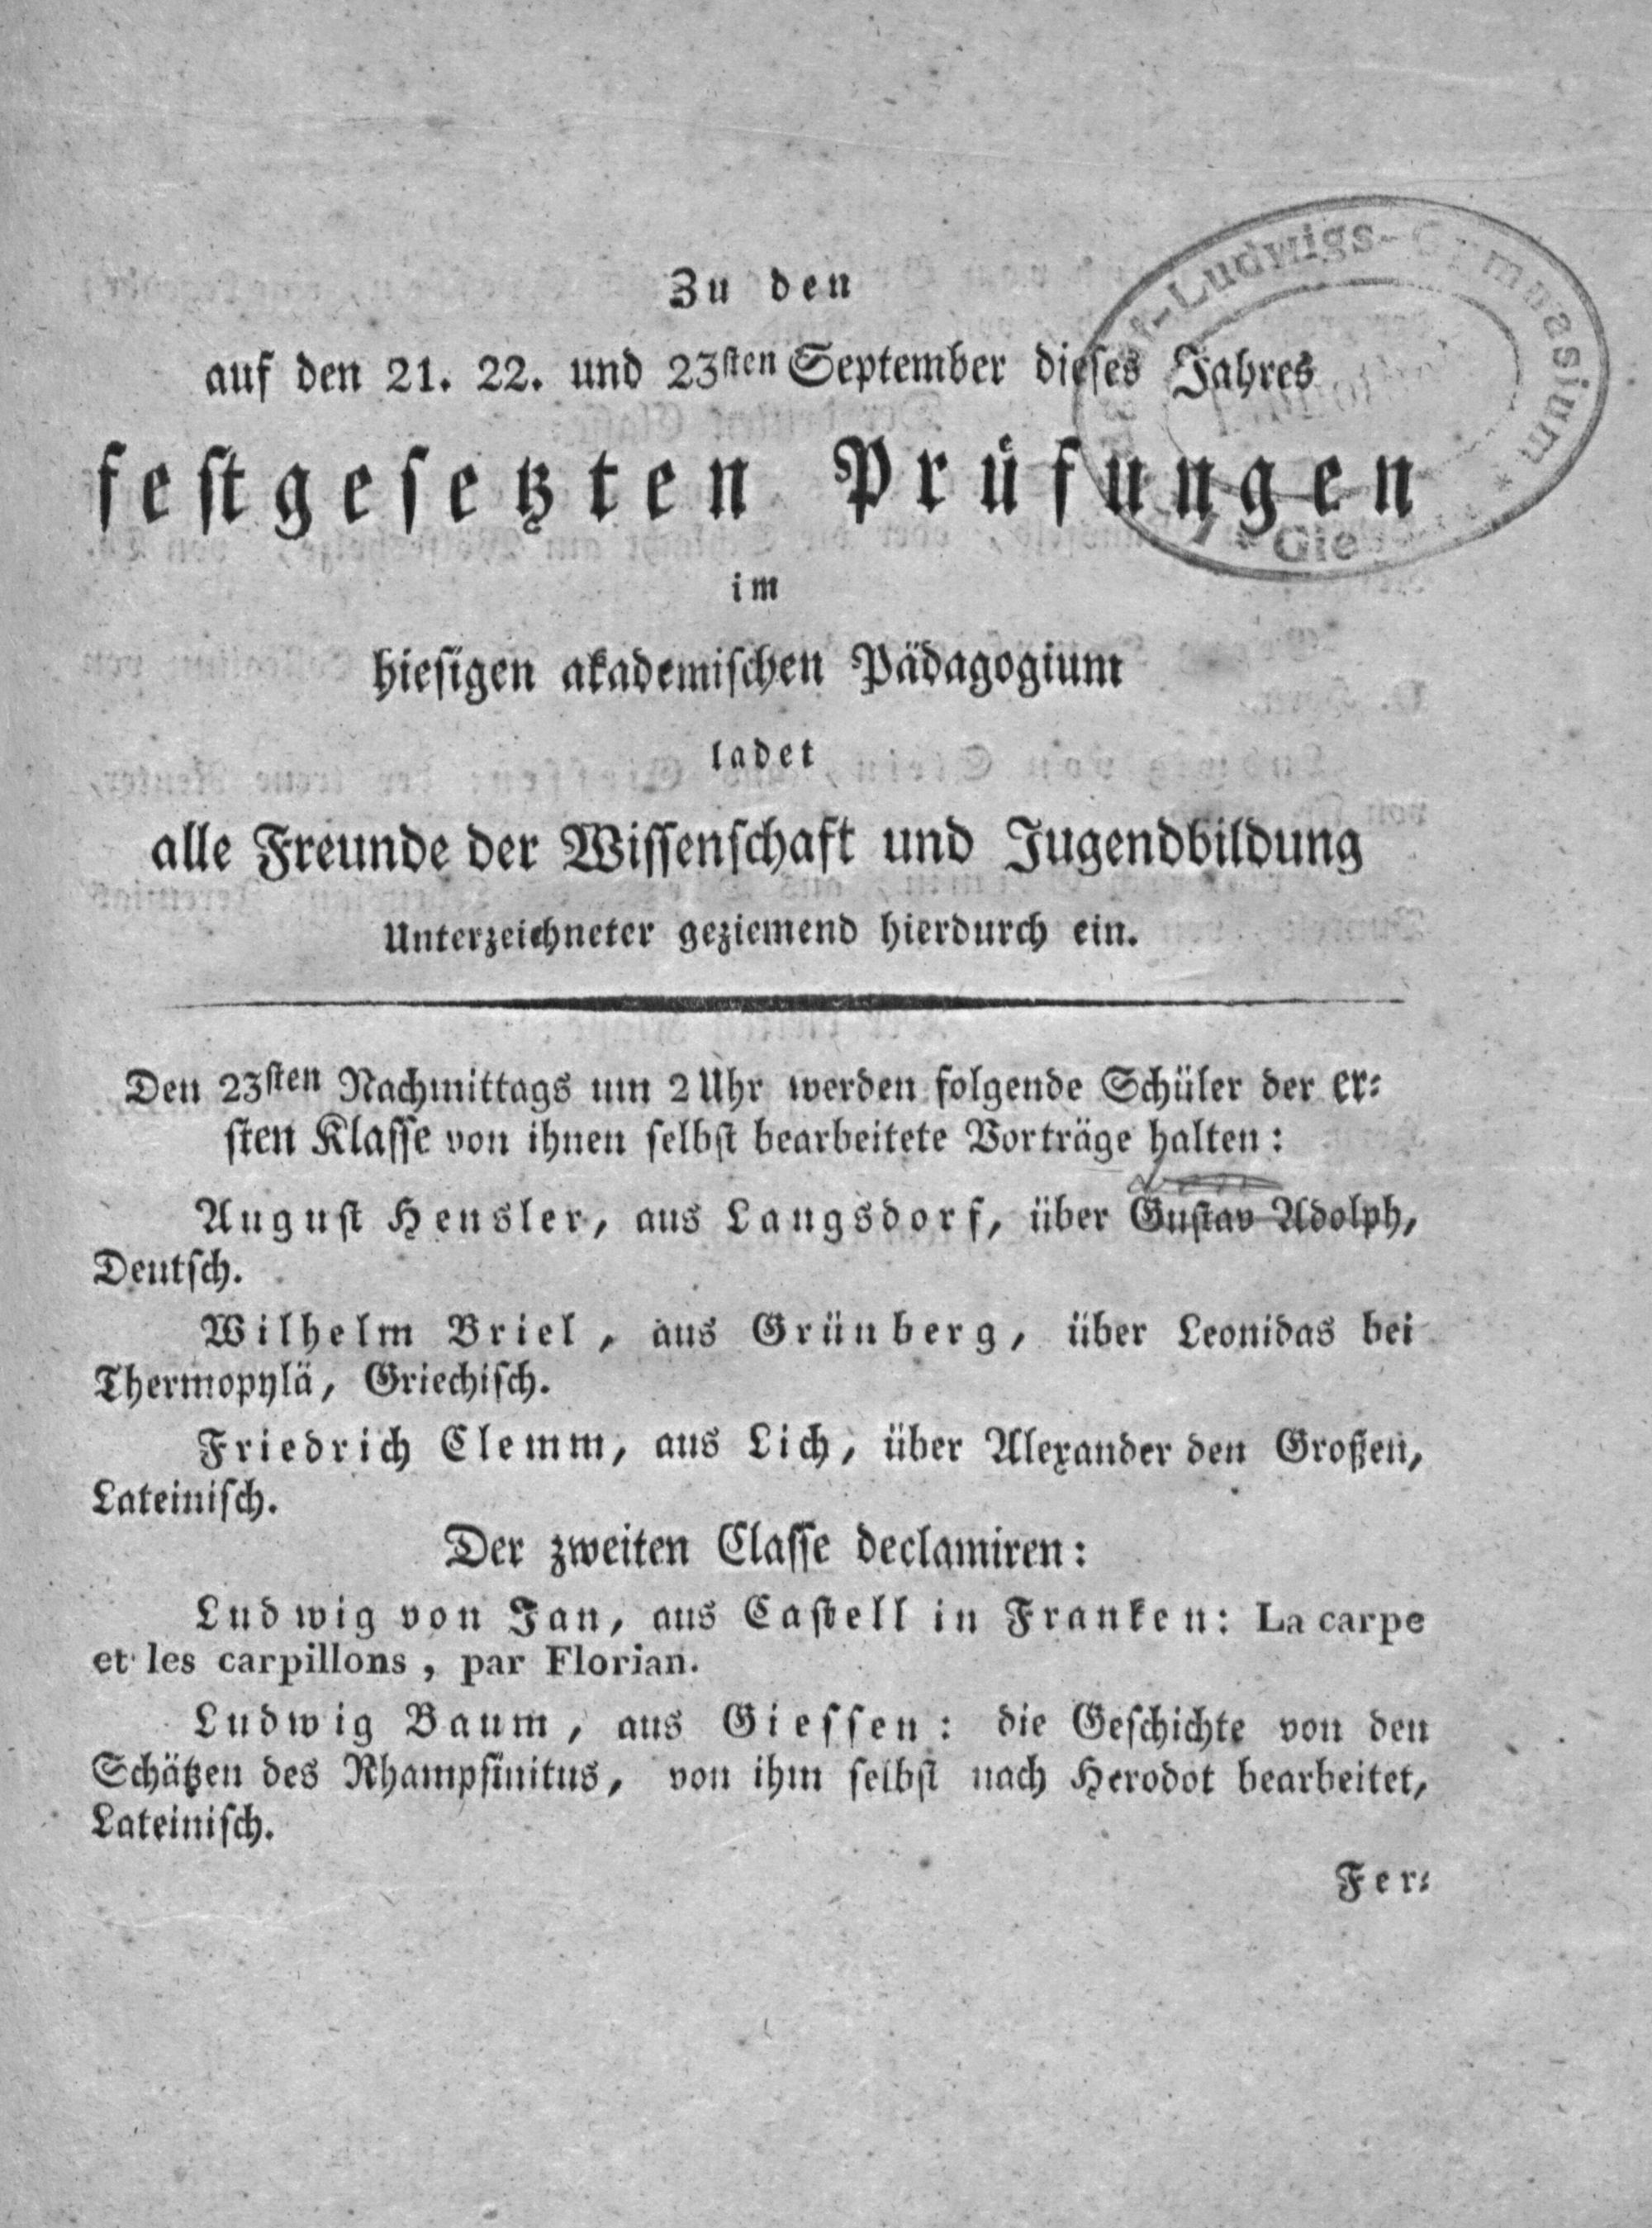 Zu den
auf den 21. 22. und 23sten September dieses Jahres
festgesetzten Prüfungen
im
hiesigen akademischen Pädagogium
ladet
alle Freunde der Wissenschaft und Jugendbildung
Unterzeichneter geziemend hierdurch ein.
Den 23sten Nachmittags um 2 Uhr werden folgende Schüler der er-
sten Klasse von ihnen selbst bearbeitete Vorträge halten:
August Hensler, aus Langsdorf, über Gustav Adolph,
Deutsch.
Wilhelm Briel, aus Grünberg, über Leonidas bei
Thermopylä, Griechisch.
Friedrich Clemm, aus Lich, über Alexander den Großen,
Lateinisch.
Der zweiten Classe declamiren:
Ludwig von Jan, aus Castell in Franken: La carpe
et les carpillons, par Florian.
Ludwig Baum, aus Giessen: die Geschichte von den
Schätzen des Rhampsinitus, von ihm selbst nach Herodot bearbeitet,
Lateinisch.
Fer-
Ludwigs-Gymnasium